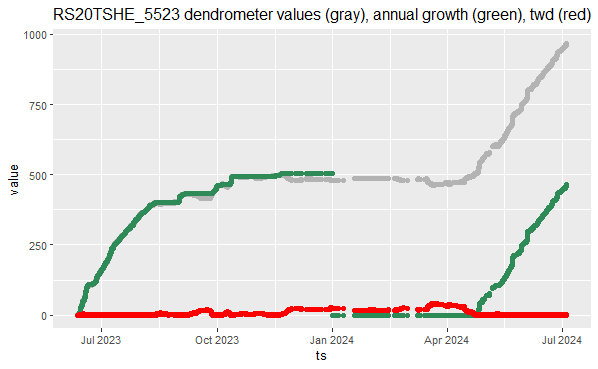 RS20TSHE_5523 dendrometer values (gray), annual growth (green), twd (red)
1000
750
500
250
0
value
Jul 2023
Oct 2023
Jan 2024
Apr 2024
Jul 2024
ts